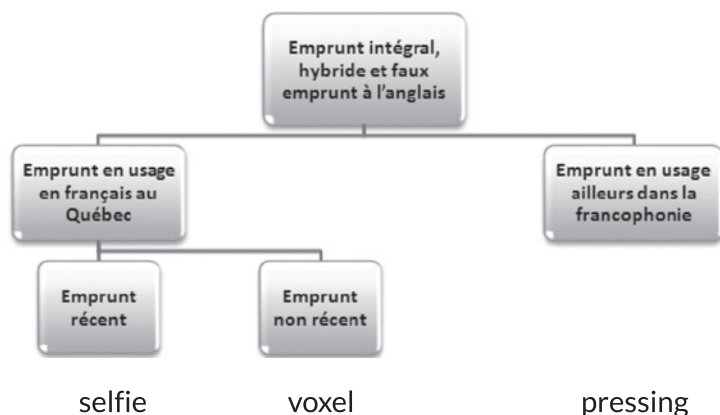 Emprunt intégral,
hybride et faux
emprunt à l'anglais
Emprunt en usage
en français au
Québec
Emprunt en usage
ailleurs dans la
francophonie
Emprunt
récent
Emprunt
non récent
selfie voxel pressing